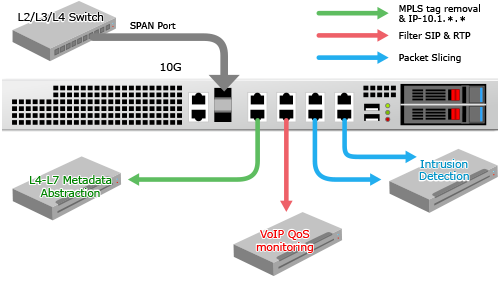 L2/L3/L4 Switch
SPAN Port
10G
MPLS tag removal
& IP-10.1.*.*
Filter SIP & RTP
Packet Slicing
L4-L7 Metadata
Abstraction
VoIP QoS
monitoring
Intrusion
Detection